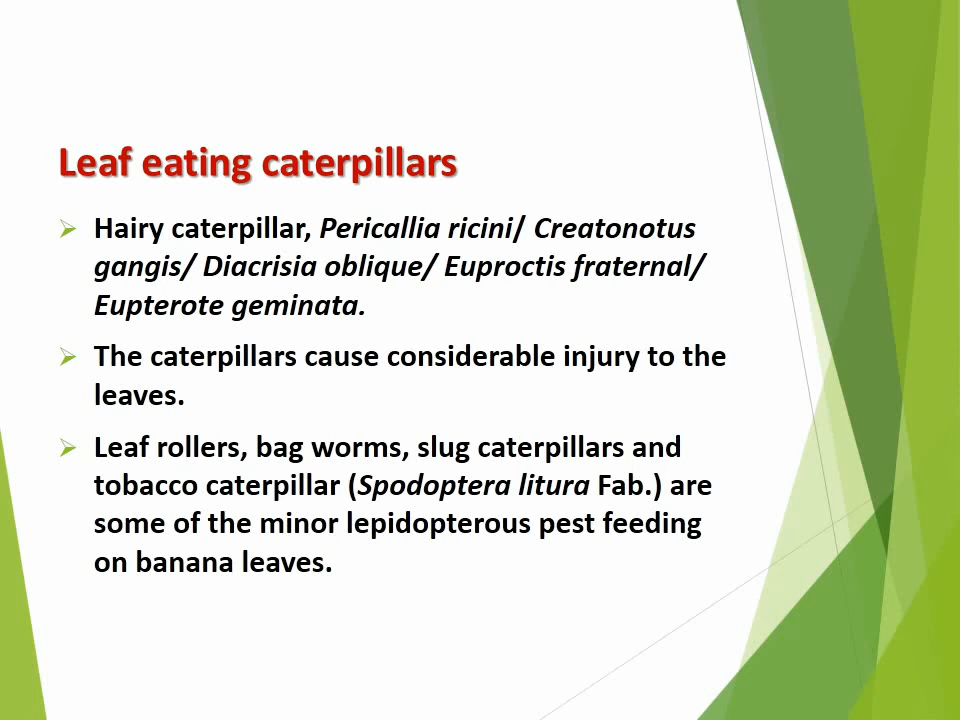 Leaf eating caterpillars
Hairy caterpillar, Pericallia ricini/ Creatonotus
gangis/ Diacrisia oblique/ Euproctis fraternal/
Eupterote geminata.
The caterpillars cause considerable injury to the
leaves.
Leaf rollers, bag worms, slug caterpillars and
tobacco caterpillar (Spodoptera litura Fab.) are
some of the minor lepidopterous pest feeding
on banana leaves.